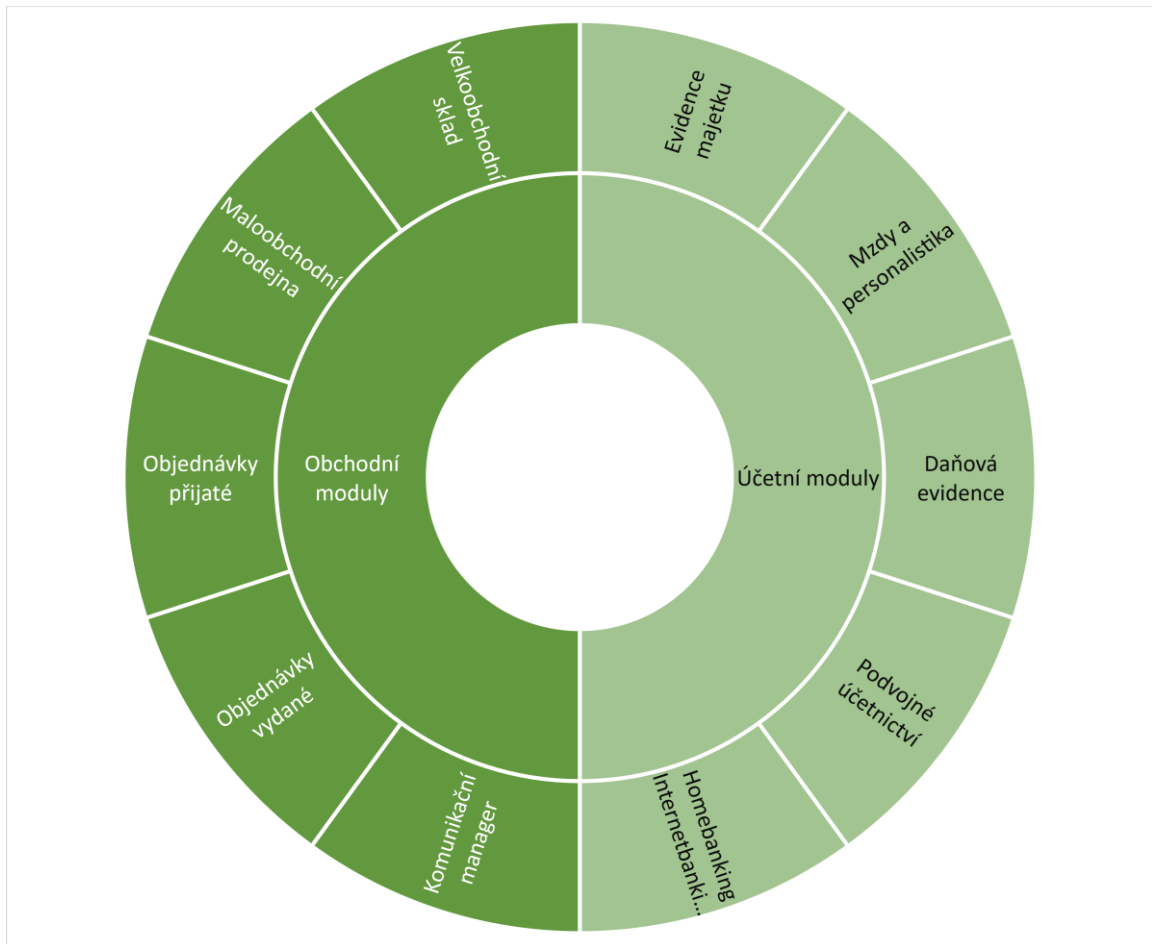 Velkoobchodní
sklad
Evidence
majetku
Maloobchodní
prodejna
Mzdy a
personalistika
Objednávky
přijaté
Obchodní
moduly
Účetní moduly
Daňová
evidence
Objednávky
vydané
Podvojné
účetnictví
Komunikační
manager
Homebanking
Internetbanki...